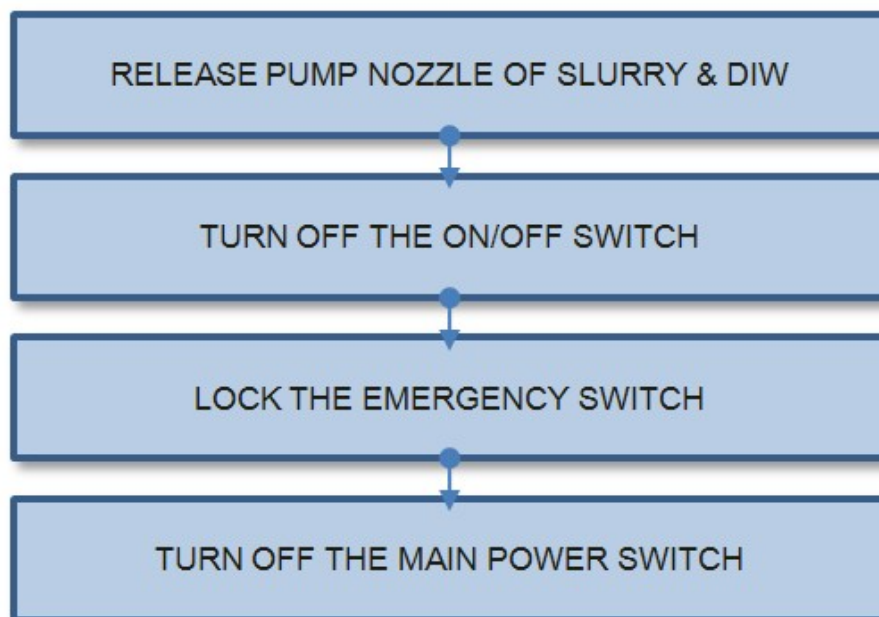 RELEASE PUMP NOZZLE OF SLURRY & DIW
TURN OFF THE ON/OFF SWITCH
LOCK THE EMERGENCY SWITCH
TURN OFF THE MAIN POWER SWITCH